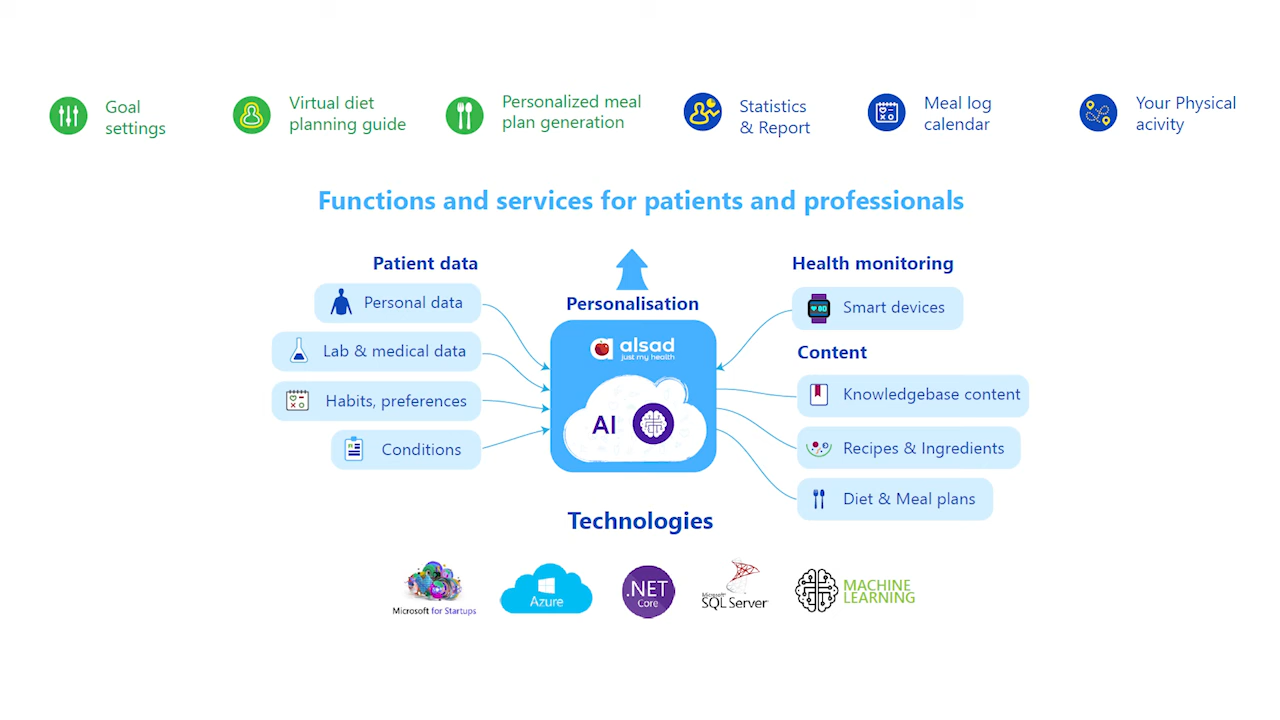 Goal
settings
Virtual diet
planning guide
Personalized meal
plan generation
Statistics
& Report
Meal log
calendar
Your Physical
acivity
Functions and services for patients and professionals
Patient data
Personal data
Lab & medical data
Habits, preferences
Conditions
Personalisation
alsad
just my health
AI
Health monitoring
Smart devices
Content
Knowledgebase content
Recipes & Ingredients
Diet & Meal plans
Technologies
Microsoft for Startups
Azure
.NET
Core
Microsoft
SQL Server
MACHINE
LEARNING